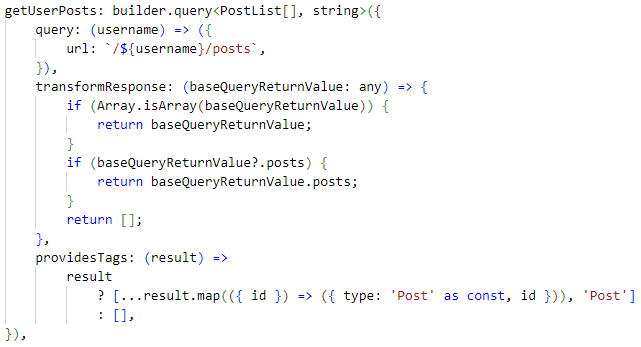 getUserPosts: builder.query<PostList[], string>({
    query: (username) => ({
        url: `/${username}/posts`,
    }),
    transformResponse: (baseQueryReturnValue: any) => {
        if (Array.isArray(baseQueryReturnValue)) {
            return baseQueryReturnValue;
        }
        if (baseQueryReturnValue?.posts) {
            return baseQueryReturnValue.posts;
        }
        return [];
    },
    providesTags: (result) =>
        result
            ? [...result.map(({ id }) => ({ type: 'Post' as const, id })), 'Post']
            : [],
}),